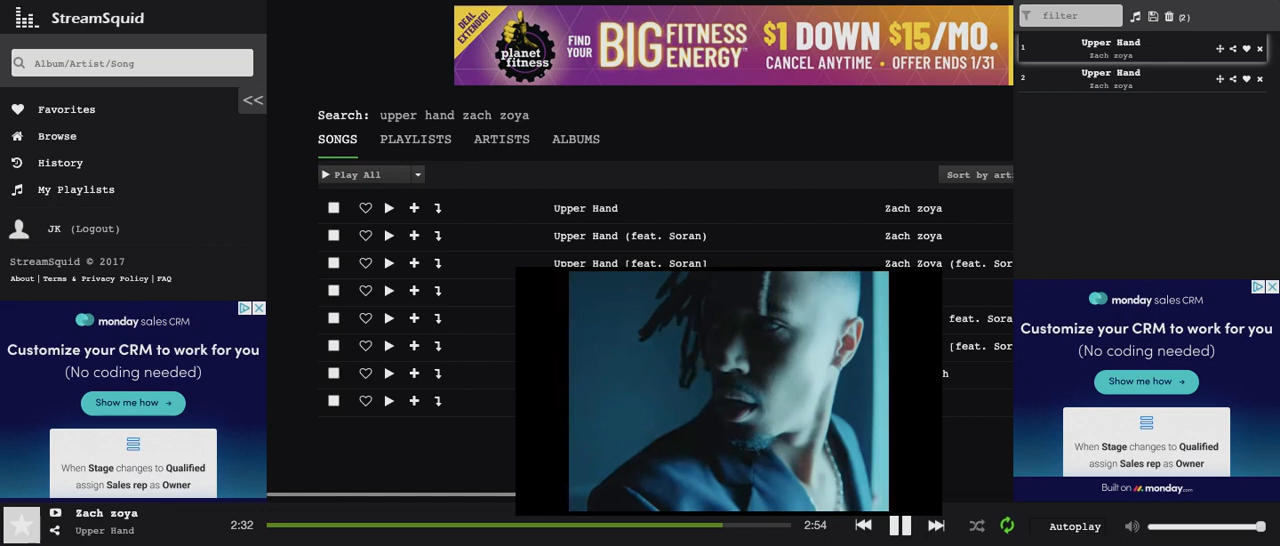 StreamSquid
Album/Artist/Song
<<
Favorites
Browse
History
My Playlists
JK (Logout)
StreamSquid © 2017
About | Terms & Privacy Policy | FAQ
monday sales CRM
Customize your CRM to work for you
(No coding needed)
Show me how →
When Stage changes to Qualified
assign Sales rep as Owner
DEAL EXTENDED!
planet fitness
FIND YOUR BIG FITNESS ENERGY™
$1 DOWN $15/MO.
CANCEL ANYTIME • OFFER ENDS 1/31
Search: upper hand zach zoya
SONGS PLAYLISTS ARTISTS ALBUMS
Play All
Sort by arti
Upper Hand Zach zoya
Upper Hand (feat. Soran) Zach zoya
Upper Hand [feat. Soran] Zach Zoya (feat. Sor
feat. Sora
[feat. Sor
h
filter
(2)
1 Upper Hand
Zach zoya
2 Upper Hand
Zach zoya
monday sales CRM
Customize your CRM to work for you
(No coding needed)
Show me how →
When Stage changes to Qualified
assign Sales rep as Owner
Built on monday.com
Zach zoya
Upper Hand
2:32
2:54
Autoplay